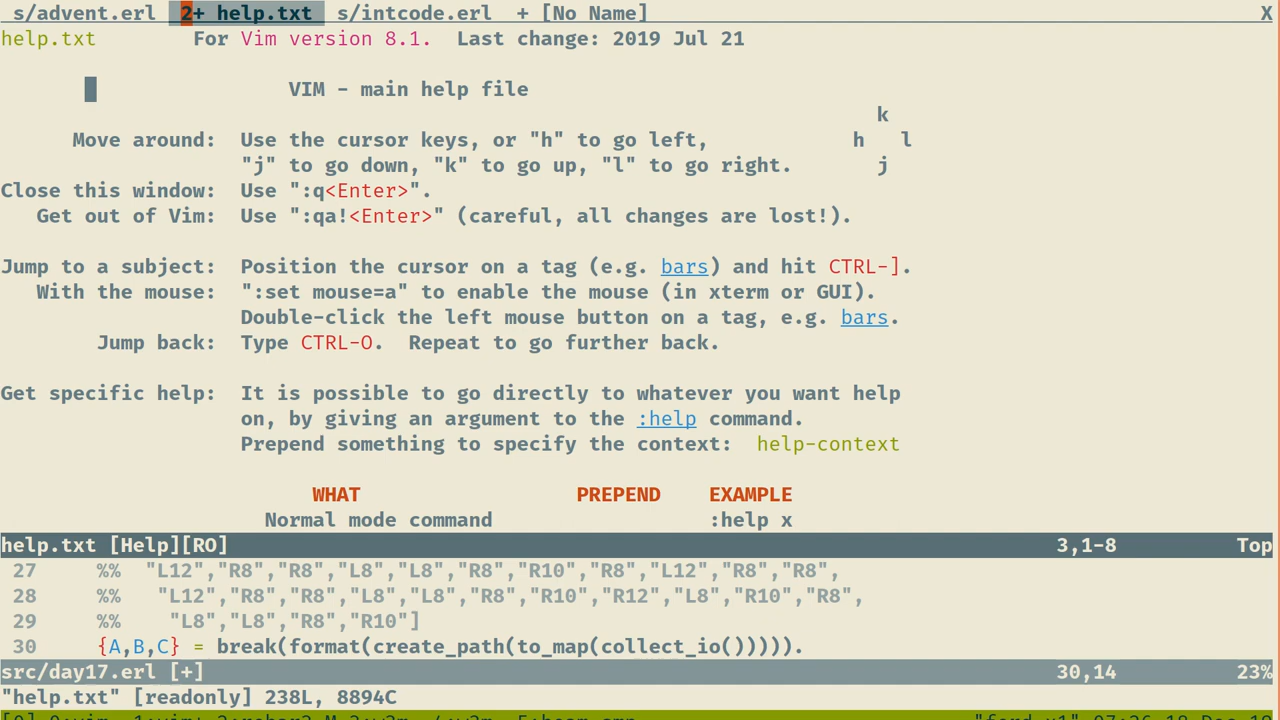 s/advent.erl  2+ help.txt  s/intcode.erl  + [No Name] X
help.txt        For Vim version 8.1.  Last change: 2019 Jul 21
VIM - main help file
k
Move around:  Use the cursor keys, or "h" to go left,            h   l
"j" to go down, "k" to go up, "l" to go right.       j
Close this window:  Use ":q<Enter>".
Get out of Vim:  Use ":qa!<Enter>" (careful, all changes are lost!).
Jump to a subject:  Position the cursor on a tag (e.g. bars) and hit CTRL-].
With the mouse:  ":set mouse=a" to enable the mouse (in xterm or GUI).
Double-click the left mouse button on a tag, e.g. bars.
Jump back:  Type CTRL-O.  Repeat to go further back.
Get specific help:  It is possible to go directly to whatever you want help
on, by giving an argument to the :help command.
Prepend something to specify the context:  help-context
WHAT                  PREPEND    EXAMPLE
Normal mode command                  :help x
help.txt [Help][RO]                 3,1-8          Top
27     %%  "L12","R8","R8","L8","L8","R8","R10","R8","L12","R8","R8",
28     %%   "L12","R8","R8","L8","L8","R8","R10","R12","L8","R10","R8",
29     %%    "L8","L8","R8","R10"]
30     {A,B,C} = break(format(create_path(to_map(collect_io())))).
src/day17.erl [+]                 30,14          23%
"help.txt" [readonly] 238L, 8894C